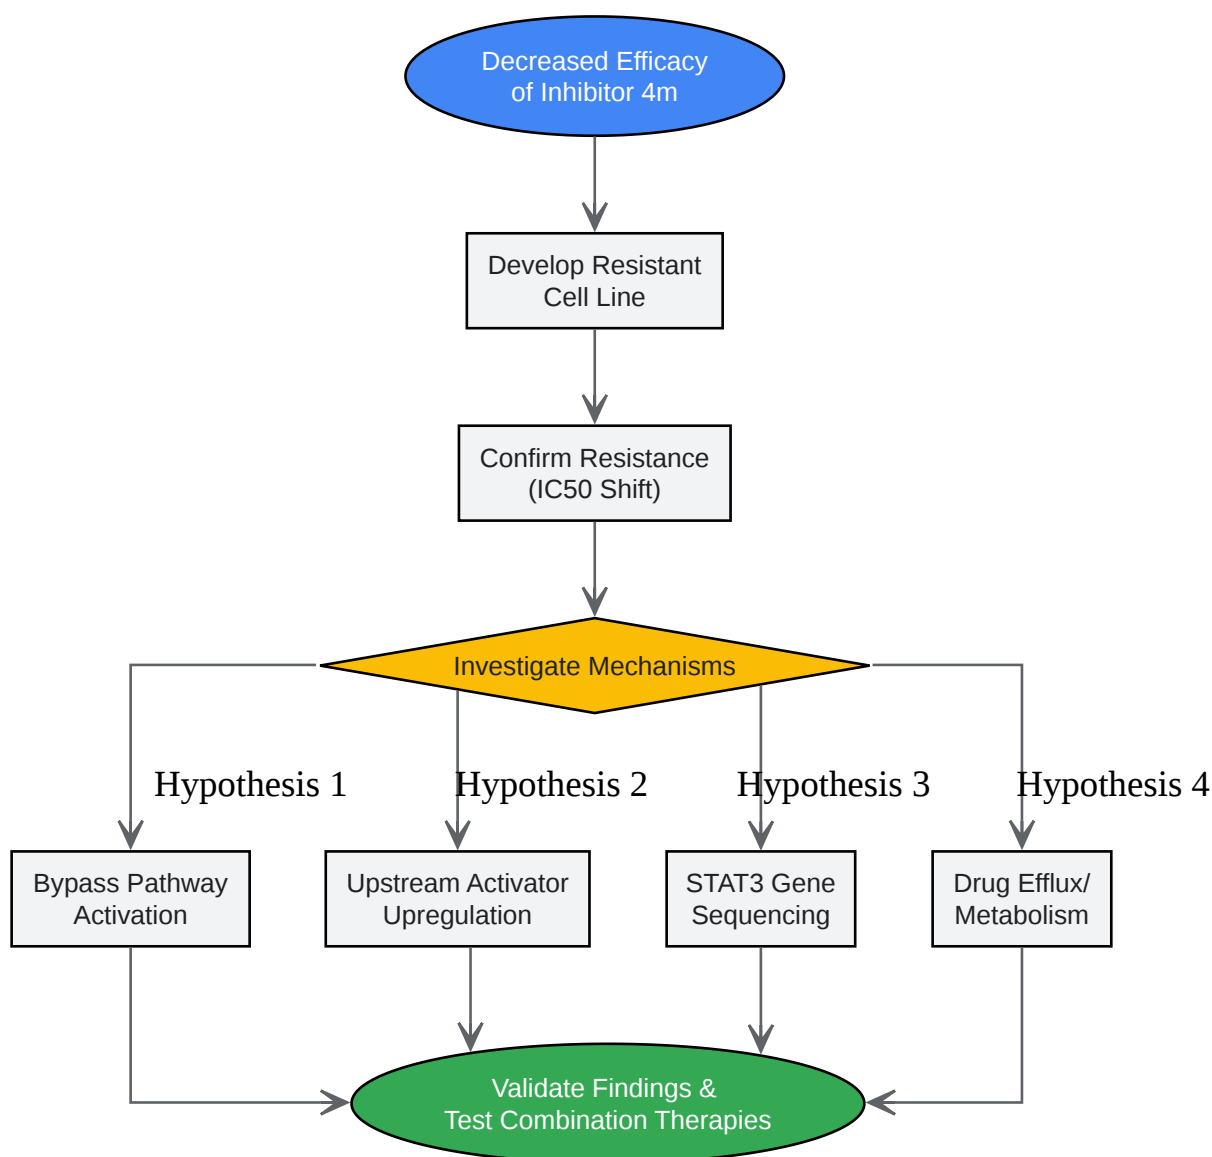 Decreased Efficacy
of Inhibitor 4m
Develop Resistant
Cell Line
Confirm Resistance
(IC50 Shift)
Investigate Mechanisms
Hypothesis 1
Hypothesis 2
Hypothesis 3
Hypothesis 4
Bypass Pathway
Activation
Upstream Activator
Upregulation
STAT3 Gene
Sequencing
Drug Efflux/
Metabolism
Validate Findings &
Test Combination Therapies